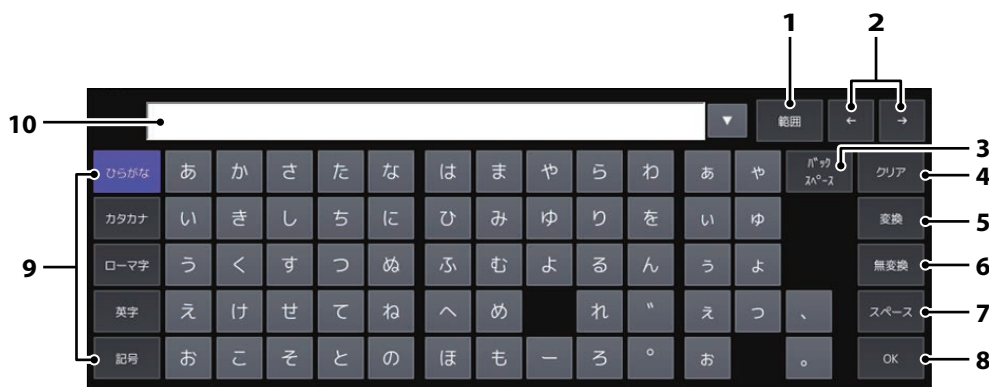 1 2
10 ▼ 範囲 ← →
ひらがな あ か さ た な は ま や ら わ ぁ ゃ バックスペース クリア 3
4
カタカナ い き し ち に ひ み ゆ り を ぃ ゅ 変換 5
9 ローマ字 う く す つ ぬ ふ む よ る ん ぅ ょ 無変換 6
英字 え け せ て ね へ め れ ゛ ぇ っ 、 スペース 7
記号 お こ そ と の ほ も ー ろ ゜ ぉ 。 OK 8